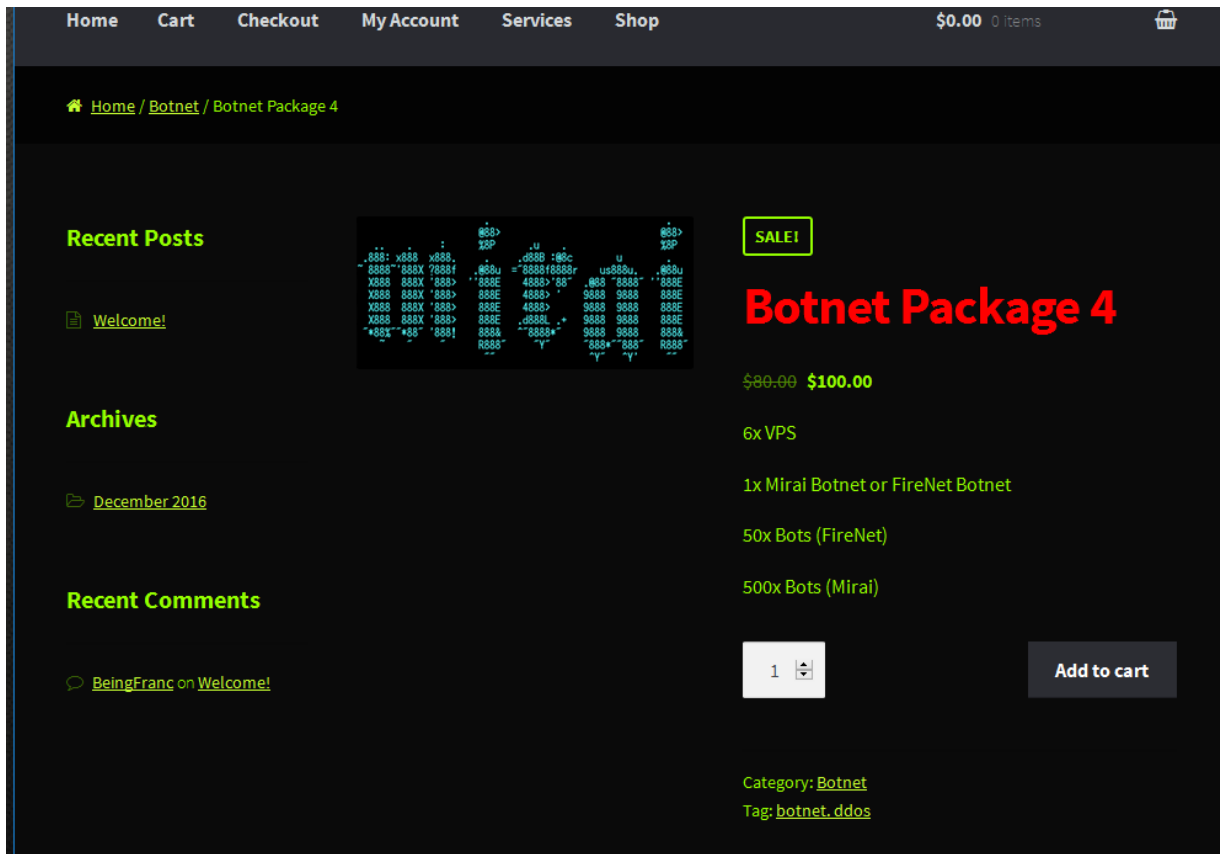 Home Cart Checkout My Account Services Shop $0.00 0 items
Home / Botnet / Botnet Package 4
Recent Posts
Welcome!
Archives
December 2016
Recent Comments
BeingFranc on Welcome!
mirai
SALE!
Botnet Package 4
$80.00 $100.00
6x VPS
1x Mirai Botnet or FireNet Botnet
50x Bots (FireNet)
500x Bots (Mirai)
1 Add to cart
Category: Botnet
Tag: botnet. ddos